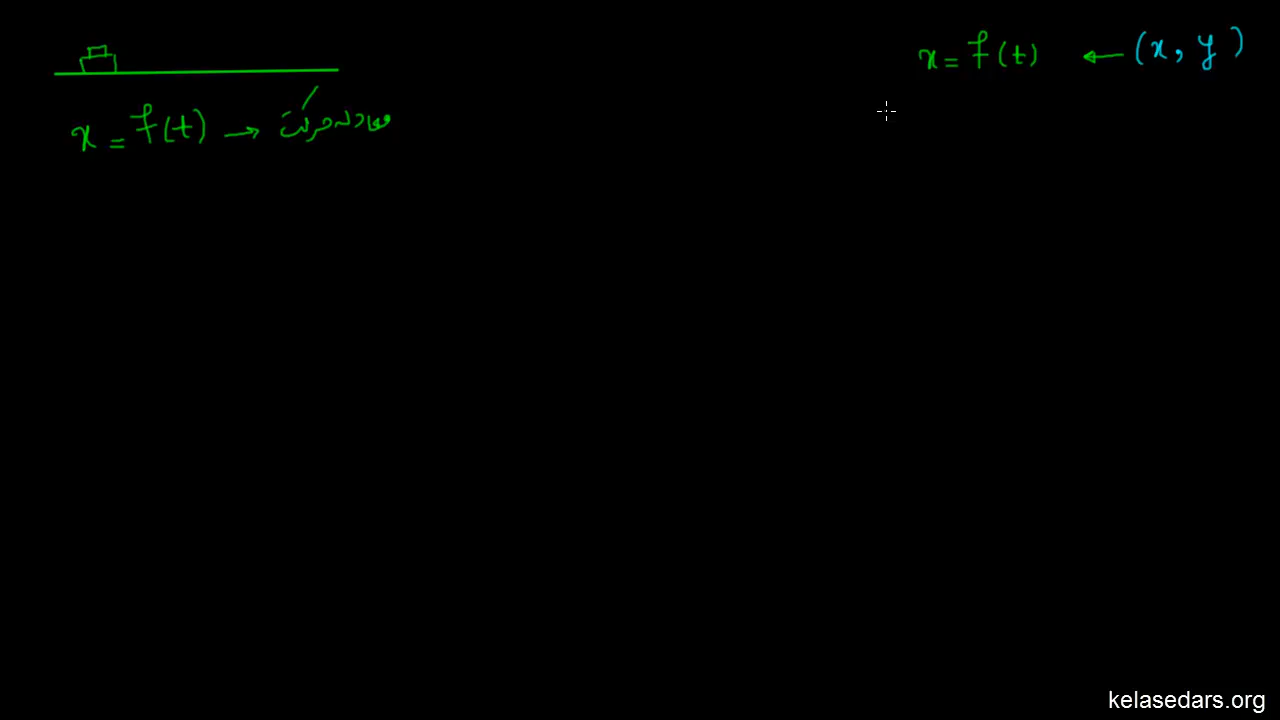 x = f(t) ← (x, y)
x = f(t) → معادله حرکت
kelasedars.org